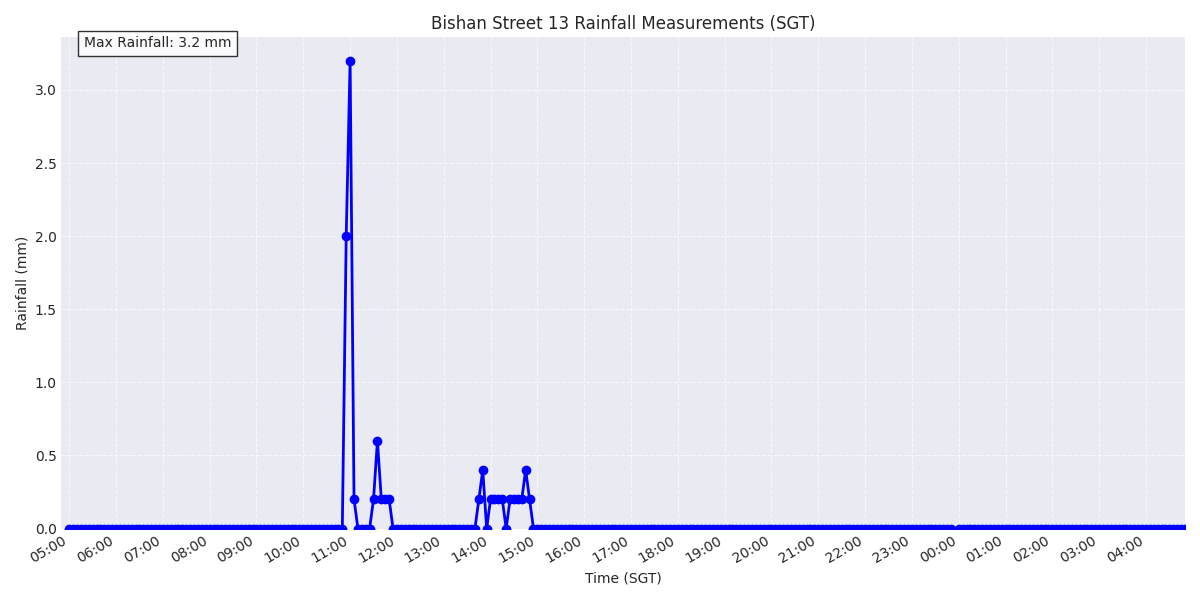 Bishan Street 13 Rainfall Measurements (SGT)
Max Rainfall: 3.2 mm
Rainfall (mm)
3.0
2.5
2.0
1.5
1.0
0.5
0.0
05:00 06:00 07:00 08:00 09:00 10:00 11:00 12:00 13:00 14:00 15:00 16:00 17:00 18:00 19:00 20:00 21:00 22:00 23:00 00:00 01:00 02:00 03:00 04:00
Time (SGT)